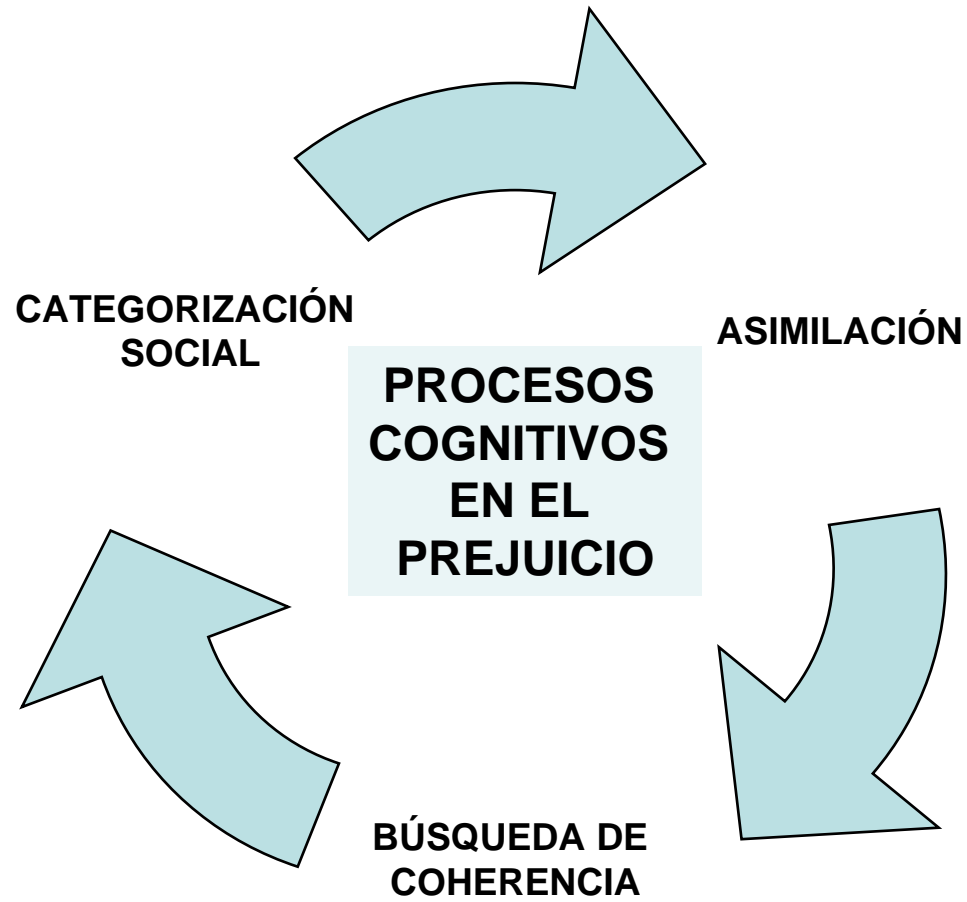 CATEGORIZACIÓN
SOCIAL
ASIMILACIÓN
PROCESOS
COGNITIVOS
EN EL
PREJUICIO
BÚSQUEDA DE
COHERENCIA